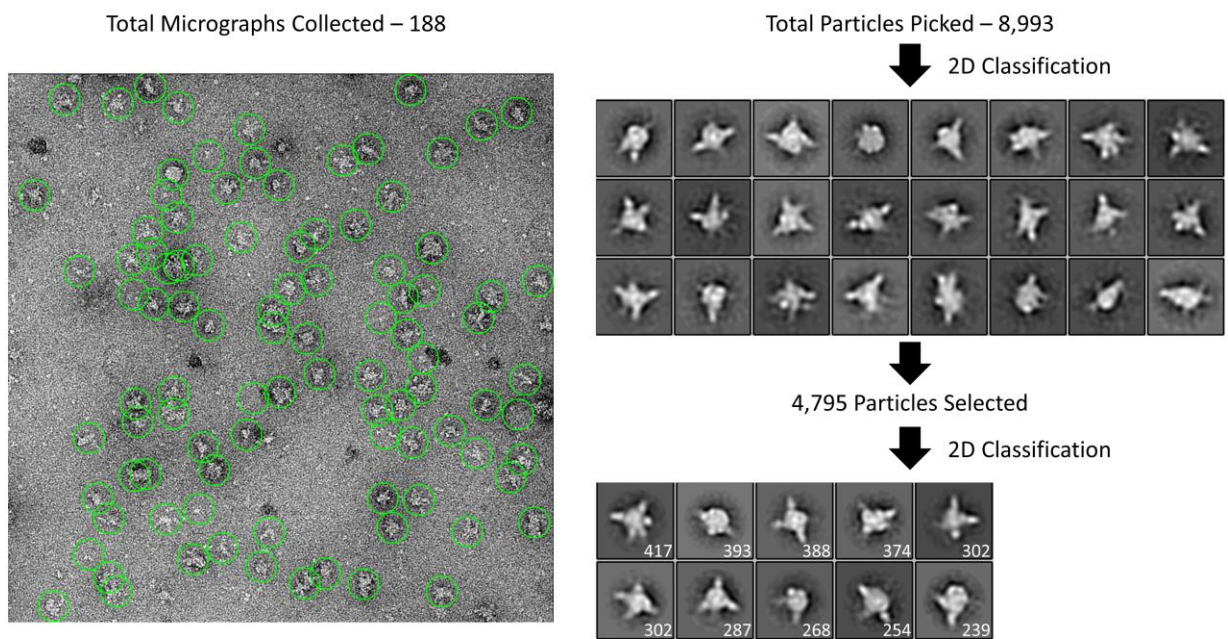 Total Micrographs Collected – 188
Total Particles Picked – 8,993
2D Classification
4,795 Particles Selected
2D Classification
417 393 388 374 302
302 287 268 254 239